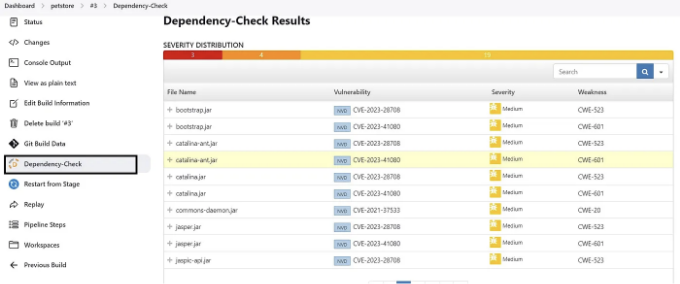 Dashboard > petstore > #3 > Dependency-Check
Status
Changes
Console Output
View as plain text
Edit Build Information
Delete build '#3'
Git Build Data
Dependency-Check
Restart from Stage
Replay
Pipeline Steps
Workspaces
Previous Build
Dependency-Check Results
SEVERITY DISTRIBUTION
3 4
Search
File Name Vulnerability Severity Weakness
+ bootstrap.jar NVD CVE-2023-28708 Medium CWE-523
+ bootstrap.jar NVD CVE-2023-41080 Medium CWE-601
+ catalina-ant.jar NVD CVE-2023-28708 Medium CWE-523
+ catalina-ant.jar NVD CVE-2023-41080 Medium CWE-601
+ catalina.jar NVD CVE-2023-28708 Medium CWE-523
+ catalina.jar NVD CVE-2023-41080 Medium CWE-601
+ commons-daemon.jar NVD CVE-2021-37533 Medium CWE-20
+ jasper.jar NVD CVE-2023-28708 Medium CWE-523
+ jasper.jar NVD CVE-2023-41080 Medium CWE-601
+ jaspic-api.jar NVD CVE-2023-28708 Medium CWE-523